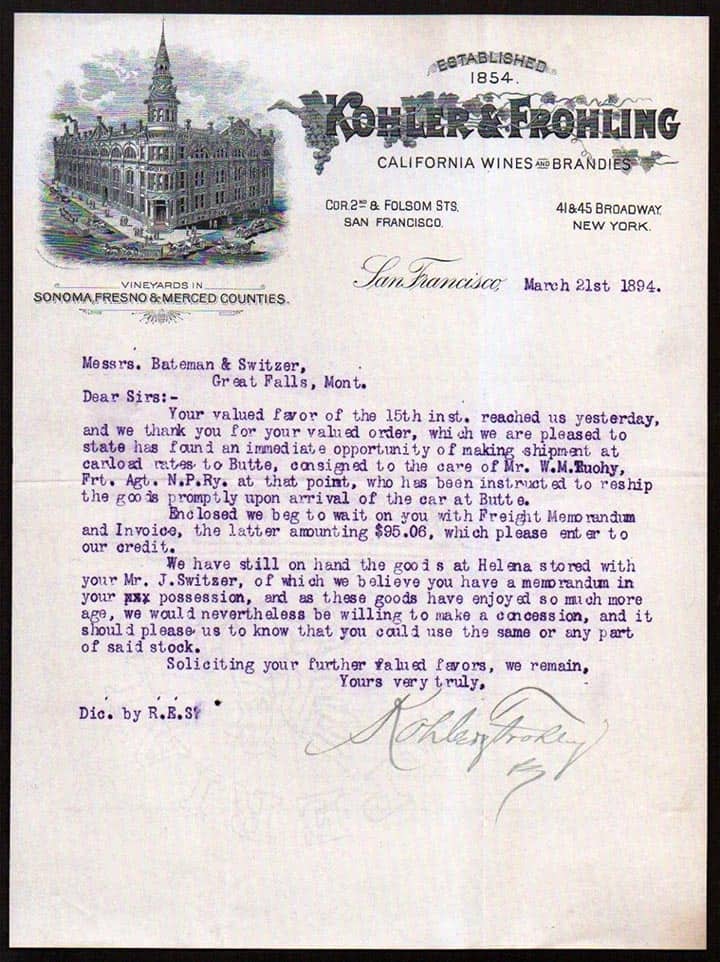 ESTABLISHED
1854.
KOHLER & FROHLING
CALIFORNIA WINES AND BRANDIES
COR. 2ND & FOLSOM STS.
SAN FRANCISCO.
41 & 45 BROADWAY,
NEW YORK.
VINEYARDS IN
SONOMA, FRESNO & MERCED COUNTIES.
San Francisco, March 21st 1894.
Messrs. Bateman & Switzer,
Great Falls, Mont.
Dear Sirs:-
Your valued favor of the 15th inst. reached us yesterday,
and we thank you for your valued order, which we are pleased to
state has found an immediate opportunity of making shipment at
carload rates to Butte, consigned to the care of Mr. W.M.Tuohy,
Frt. Agt. N.P.Ry. at that point, who has been instructed to reship
the goods promptly upon arrival of the car at Butte.
Enclosed we beg to wait on you with Freight Memorandum
and Invoice, the latter amounting $95.06, which please enter to
our credit.
We have still on hand the goods at Helena stored with
your Mr. J.Switzer, of which we believe you have a memorandum in
your xxx possession, and as these goods have enjoyed so much more
age, we would nevertheless be willing to make a concession, and it
should please us to know that you could use the same or any part
of said stock.
Soliciting your further valued favors, we remain,
Yours very truly,
Dic. by R.E.S.
Kohler & Frohling